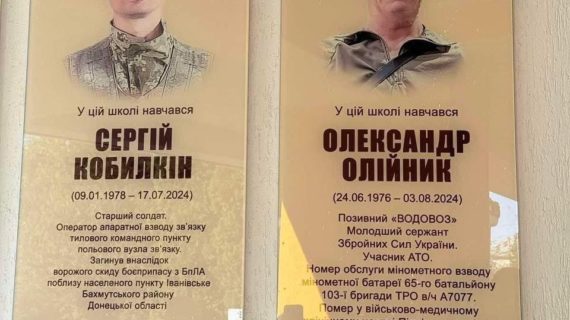 У цій школі навчався
СЕРГІЙ
КОБИЛКІН
(09.01.1978 – 17.07.2024)
Старший солдат.
Оператор апаратної взводу зв'язку
тилового командного пункту
польового вузла зв'язку.
Загинув внаслідок
ворожого скиду боєприпасу з БпЛА
поблизу населеного пункту Іванівське
Бахмутського району
Донецької області
У цій школі навчався
ОЛЕКСАНДР
ОЛІЙНИК
(24.06.1976 – 03.08.2024)
Позивний «ВОДОВОЗ»
Молодший сержант
Збройних Сил України.
Учасник АТО.
Номер обслуги мінометного взводу
мінометної батареї 65-го батальйону
103-ї бригади ТРО в/ч А7077.
Помер у військово-медичному